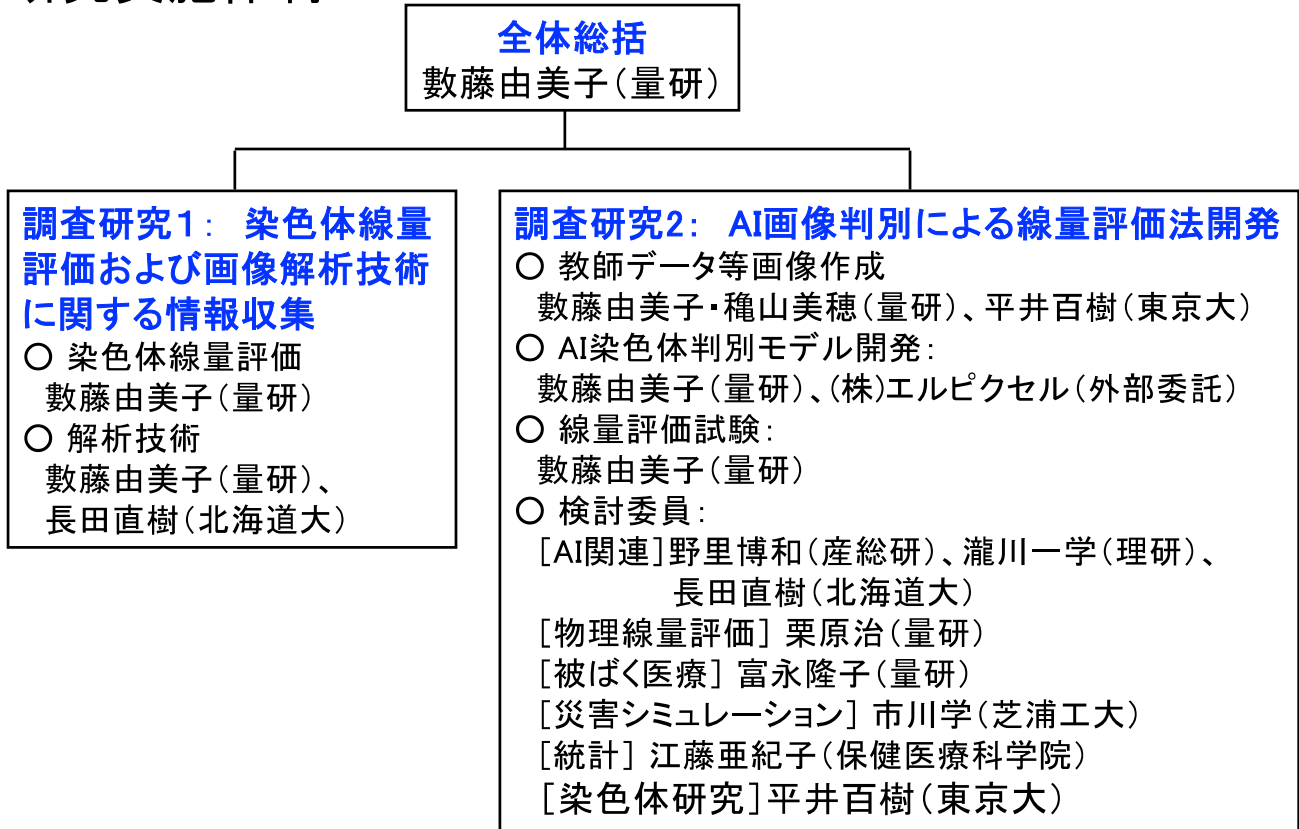 全体総括
數藤由美子(量研)
調査研究1： 染色体線量
評価および画像解析技術
に関する情報収集
〇 染色体線量評価
數藤由美子(量研)
〇 解析技術
數藤由美子(量研)、
長田直樹(北海道大)
調査研究2： AI画像判別による線量評価法開発
〇 教師データ等画像作成
數藤由美子・穐山美穂(量研)、平井百樹(東京大)
〇 AI染色体判別モデル開発：
數藤由美子(量研)、(株)エルピクセル(外部委託)
〇 線量評価試験：
數藤由美子(量研)
〇 検討委員：
［AI関連］野里博和(産総研)、瀧川一学(理研)、
長田直樹(北海道大)
［物理線量評価］ 栗原治(量研)
［被ばく医療］ 富永隆子(量研)
［災害シミュレーション］ 市川学(芝浦工大)
［統計］ 江藤亜紀子(保健医療科学院)
［染色体研究］平井百樹(東京大)